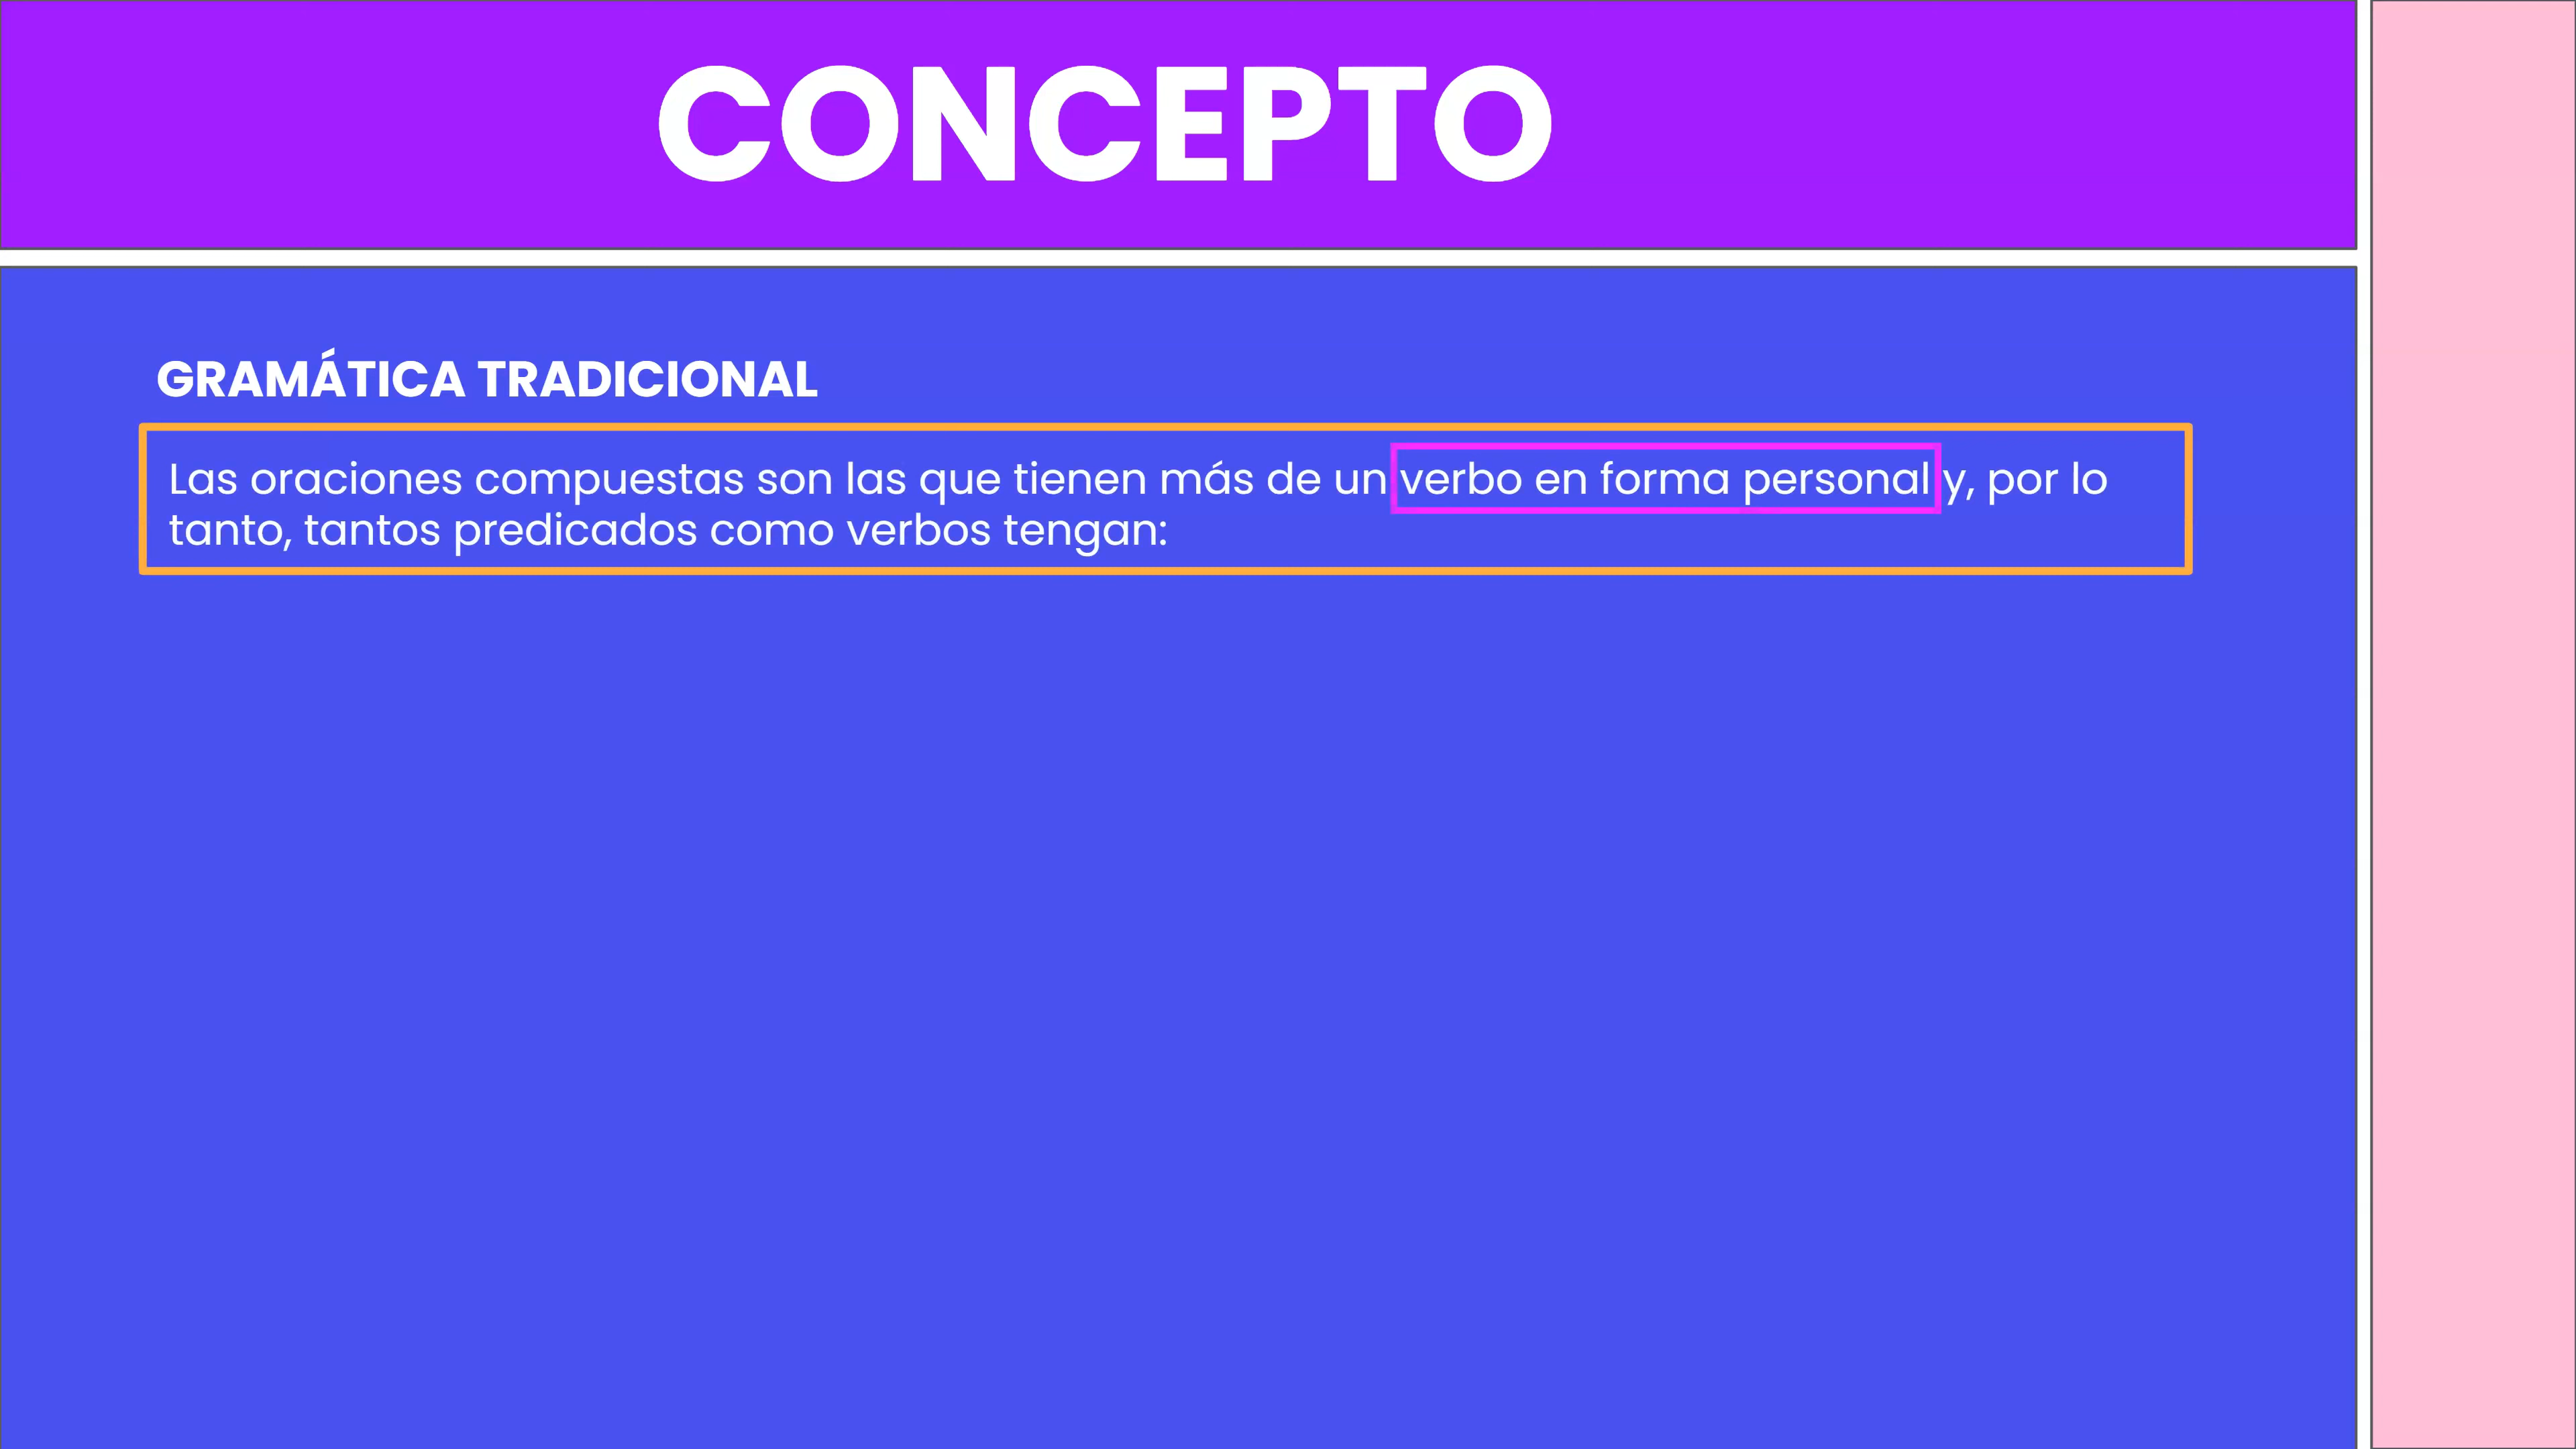 CONCEPTO
GRAMÁTICA TRADICIONAL
Las oraciones compuestas son las que tienen más de un verbo en forma personal y, por lo
tanto, tantos predicados como verbos tengan: